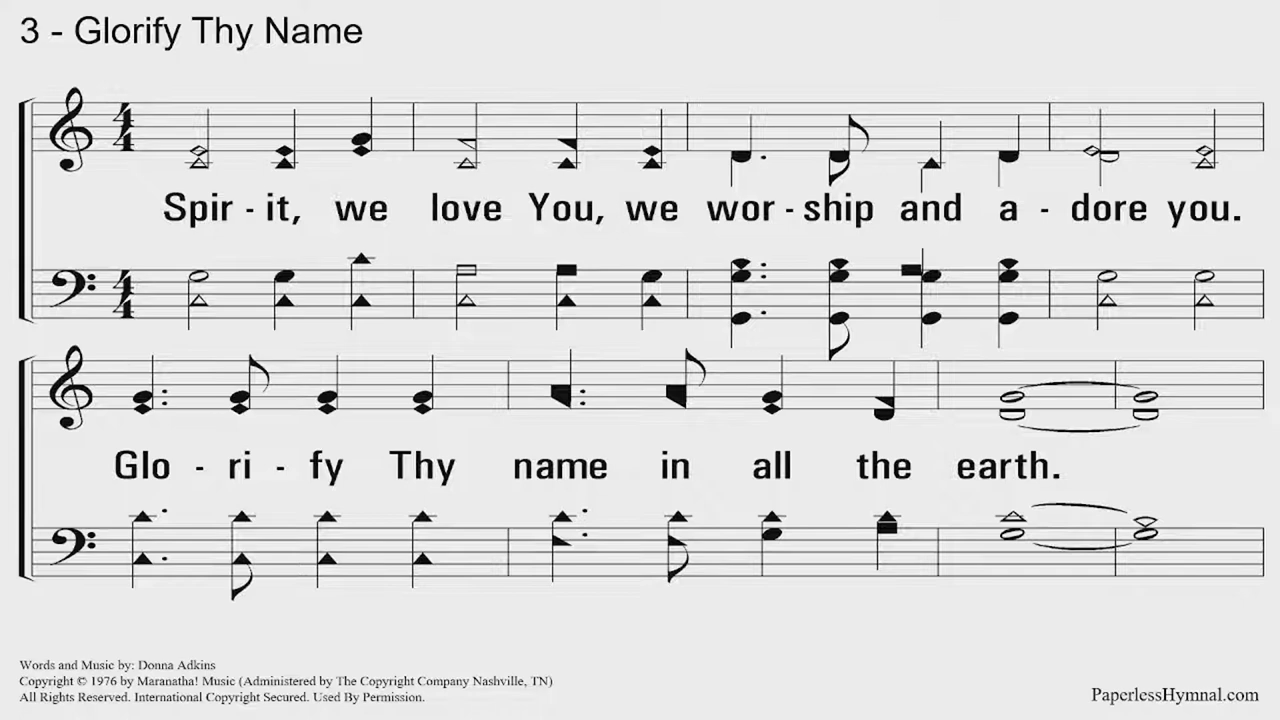 3 - Glorify Thy Name
Spir - it, we love You, we wor - ship and a - dore you.
Glo - ri - fy Thy name in all the earth.
Words and Music by: Donna Adkins
Copyright © 1976 by Maranatha! Music (Administered by The Copyright Company Nashville, TN)
All Rights Reserved. International Copyright Secured. Used By Permission.
PaperlessHymnal.com